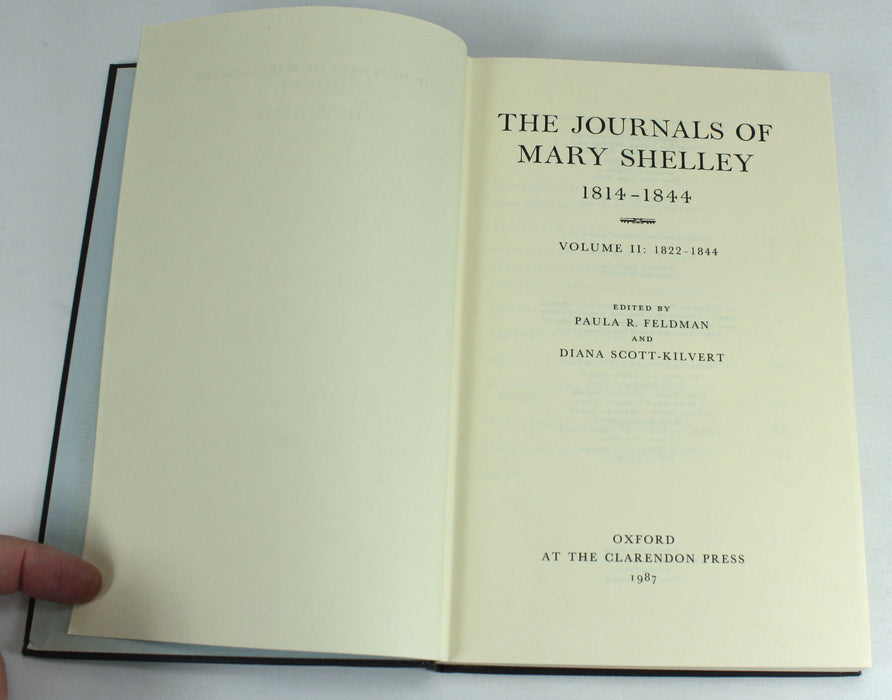 THE JOURNALS OF
MARY SHELLEY
1814–1844
VOLUME II: 1822–1844
EDITED BY
PAULA R. FELDMAN
AND
DIANA SCOTT-KILVERT
OXFORD
AT THE CLARENDON PRESS
1987